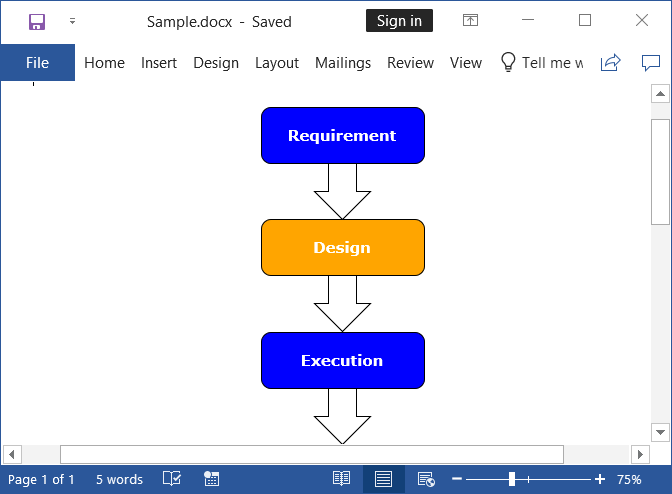 Sample.docx - Saved
Sign in
File Home Insert Design Layout Mailings Review View Tell me w
Requirement
Design
Execution
Page 1 of 1 5 words 75%